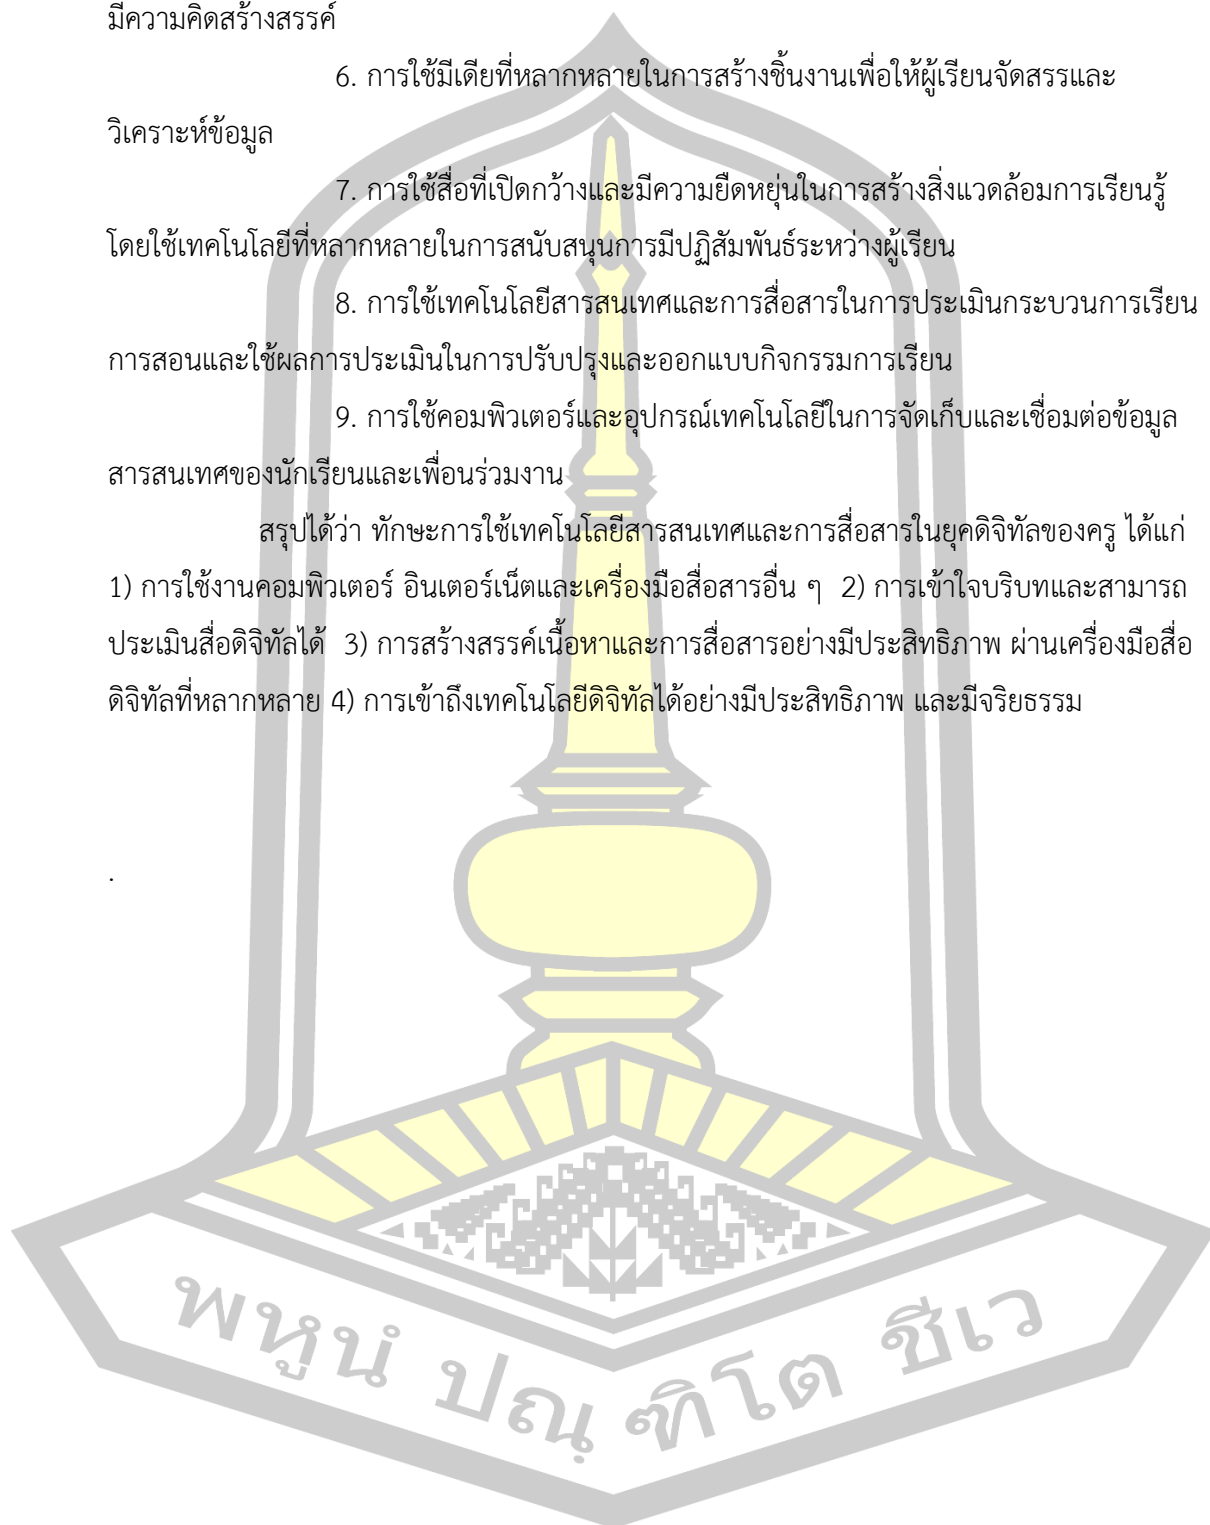 มีความคิดสร้างสรรค์
6. การใช้มีเดียที่หลากหลายในการสร้างชิ้นงานเพื่อให้ผู้เรียนจัดสรรและ
วิเคราะห์ข้อมูล
7. การใช้สื่อที่เปิดกว้างและมีความยืดหยุ่นในการสร้างสิ่งแวดล้อมการเรียนรู้
โดยใช้เทคโนโลยีที่หลากหลายในการสนับสนุนการมีปฏิสัมพันธ์ระหว่างผู้เรียน
8. การใช้เทคโนโลยีสารสนเทศและการสื่อสารในการประเมินกระบวนการเรียน
การสอนและใช้ผลการประเมินในการปรับปรุงและออกแบบกิจกรรมการเรียน
9. การใช้คอมพิวเตอร์และอุปกรณ์เทคโนโลยีในการจัดเก็บและเชื่อมต่อข้อมูล
สารสนเทศของนักเรียนและเพื่อนร่วมงาน
สรุปได้ว่า ทักษะการใช้เทคโนโลยีสารสนเทศและการสื่อสารในยุคดิจิทัลของครู ได้แก่
1) การใช้งานคอมพิวเตอร์ อินเตอร์เน็ตและเครื่องมือสื่อสารอื่น ๆ 2) การเข้าใจบริบทและสามารถ
ประเมินสื่อดิจิทัลได้ 3) การสร้างสรรค์เนื้อหาและการสื่อสารอย่างมีประสิทธิภาพ ผ่านเครื่องมือสื่อ
ดิจิทัลที่หลากหลาย 4) การเข้าถึงเทคโนโลยีดิจิทัลได้อย่างมีประสิทธิภาพ และมีจริยธรรม
.
พหูนํ ปณฺฑิโต ชีเว